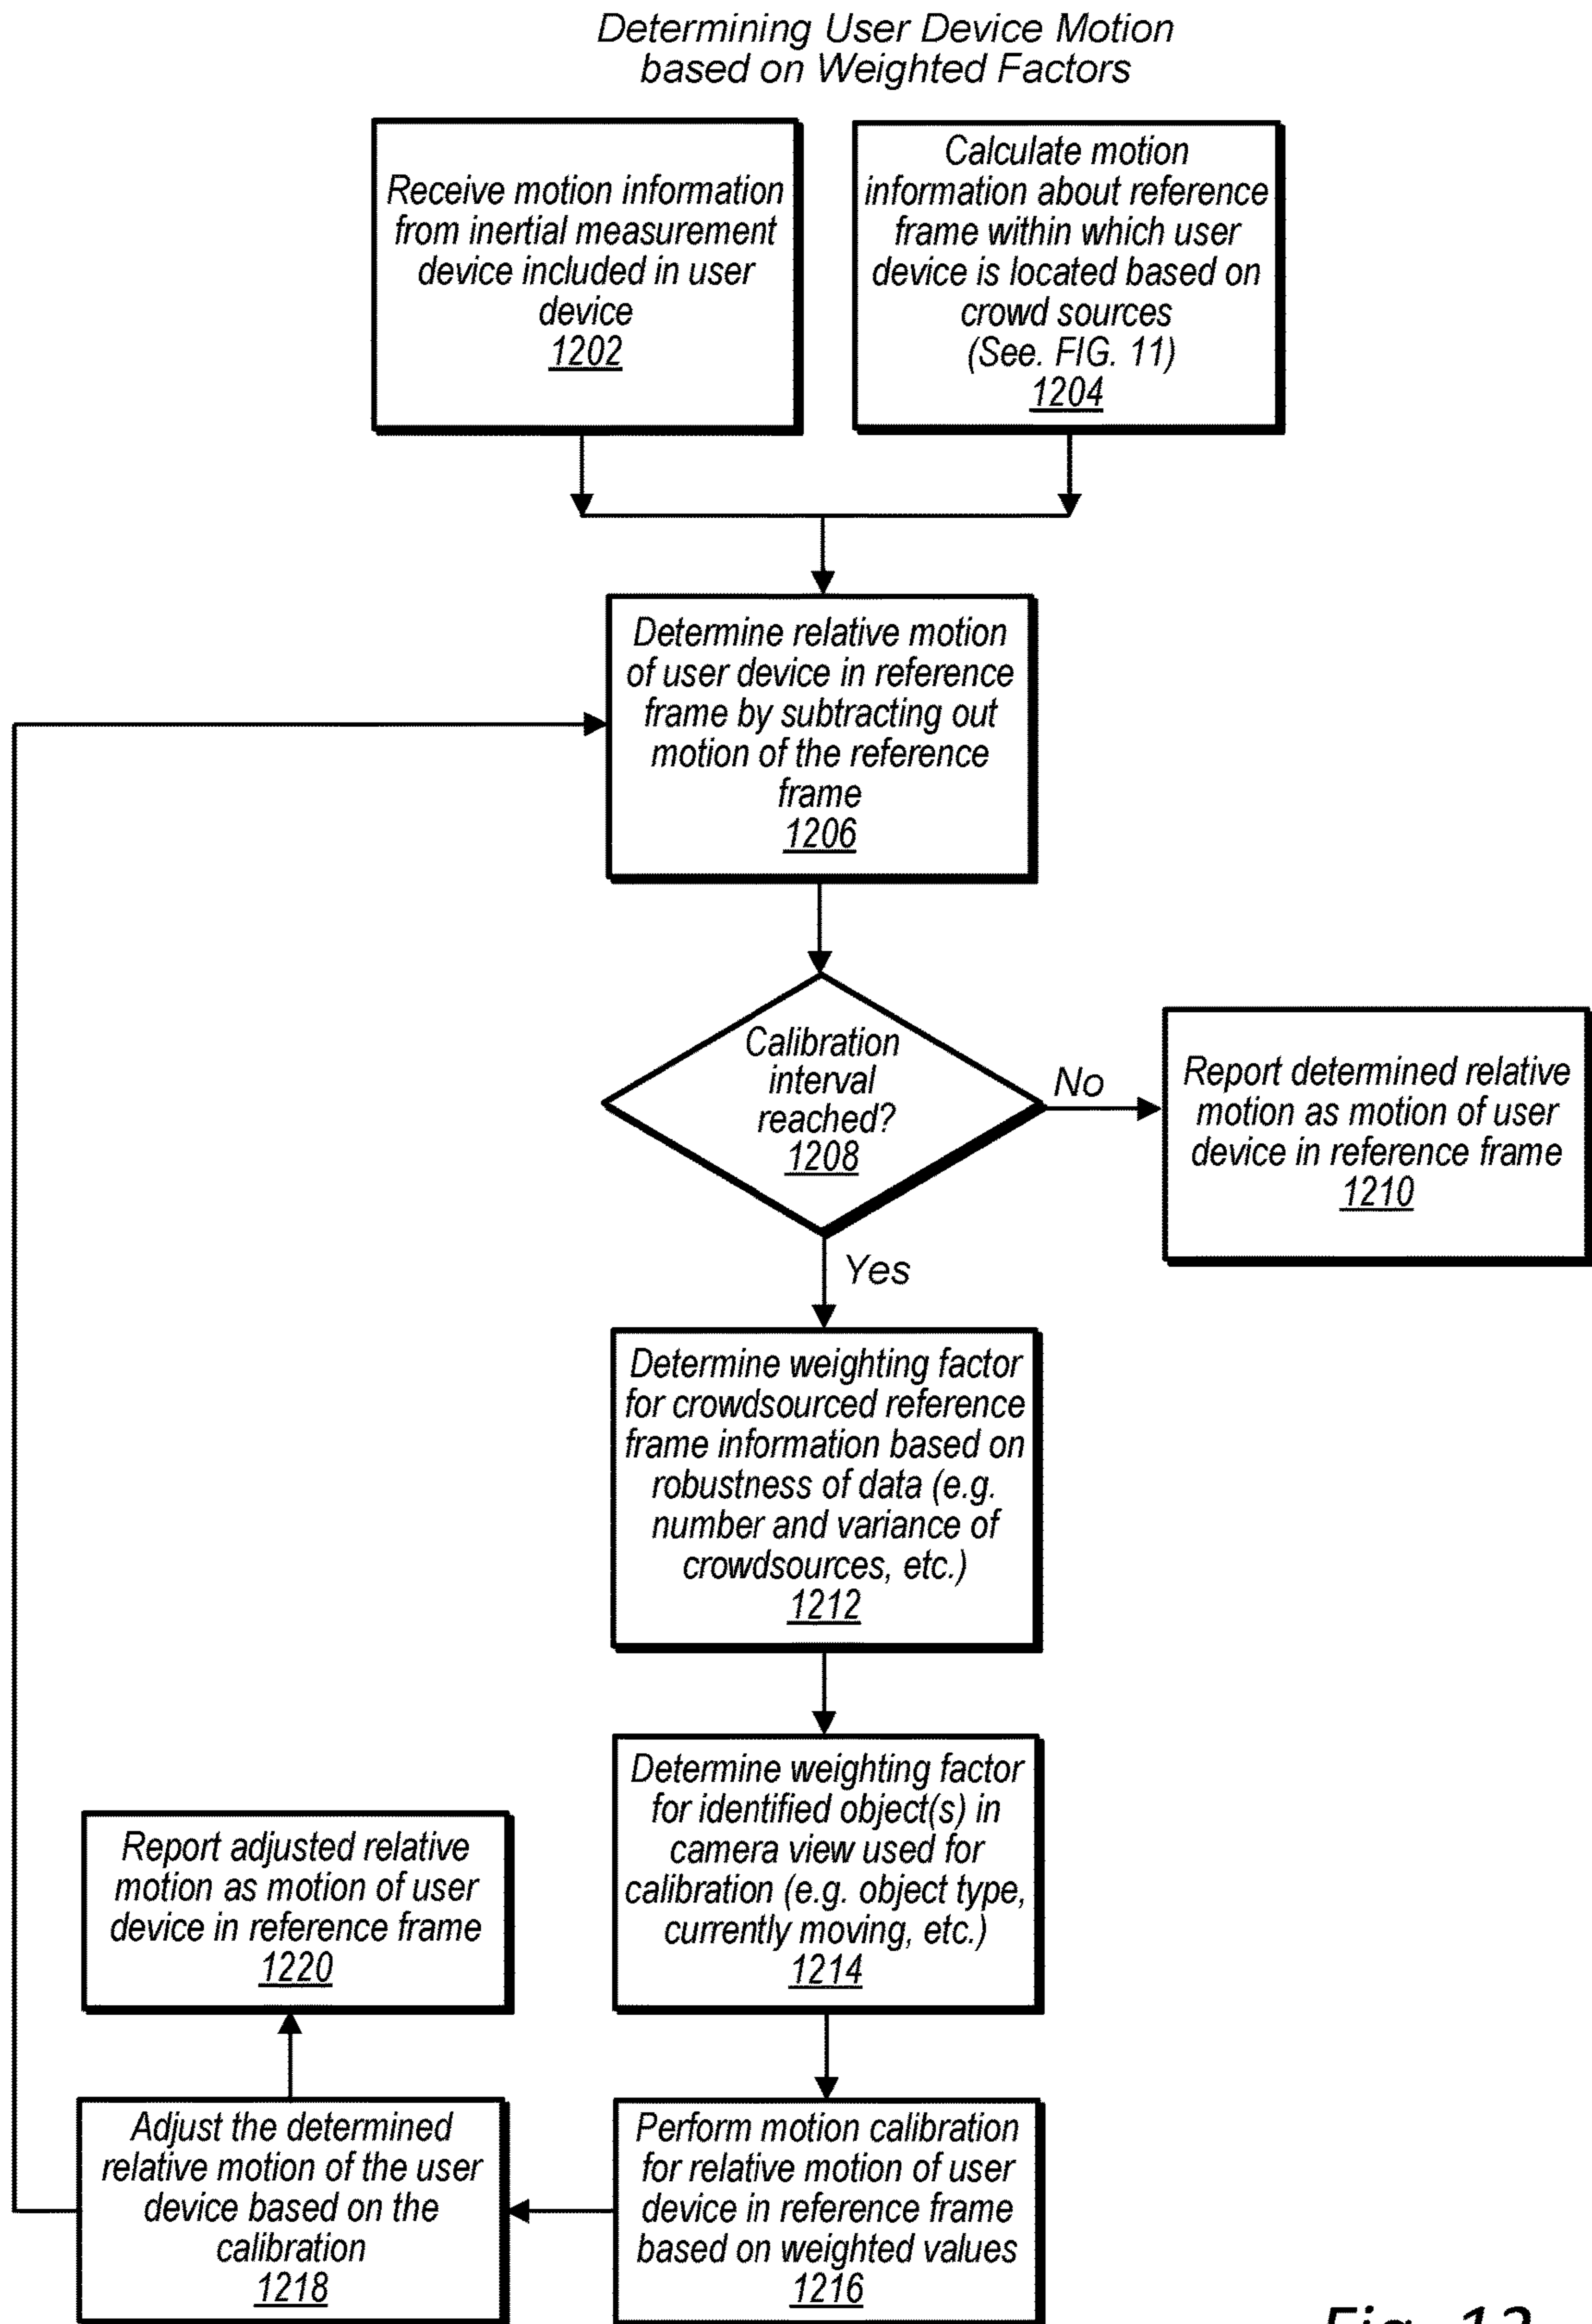 Determining User Device Motion
based on Weighted Factors
Receive motion information
from inertial measurement
device included in user
device
1202
Calculate motion
information about reference
frame within which user
device is located based on
crowd sources
(See. FIG. 11)
1204
Determine relative motion
of user device in reference
frame by subtracting out
motion of the reference
frame
1206
Calibration
interval
reached?
1208
No
Report determined relative
motion as motion of user
device in reference frame
1210
Yes
Determine weighting factor
for crowdsourced reference
frame information based on
robustness of data (e.g.
number and variance of
crowdsources, etc.)
1212
Determine weighting factor
for identified object(s) in
camera view used for
calibration (e.g. object type,
currently moving, etc.)
1214
Report adjusted relative
motion as motion of user
device in reference frame
1220
Adjust the determined
relative motion of the user
device based on the
calibration
1218
Perform motion calibration
for relative motion of user
device in reference frame
based on weighted values
1216
Fig. 12